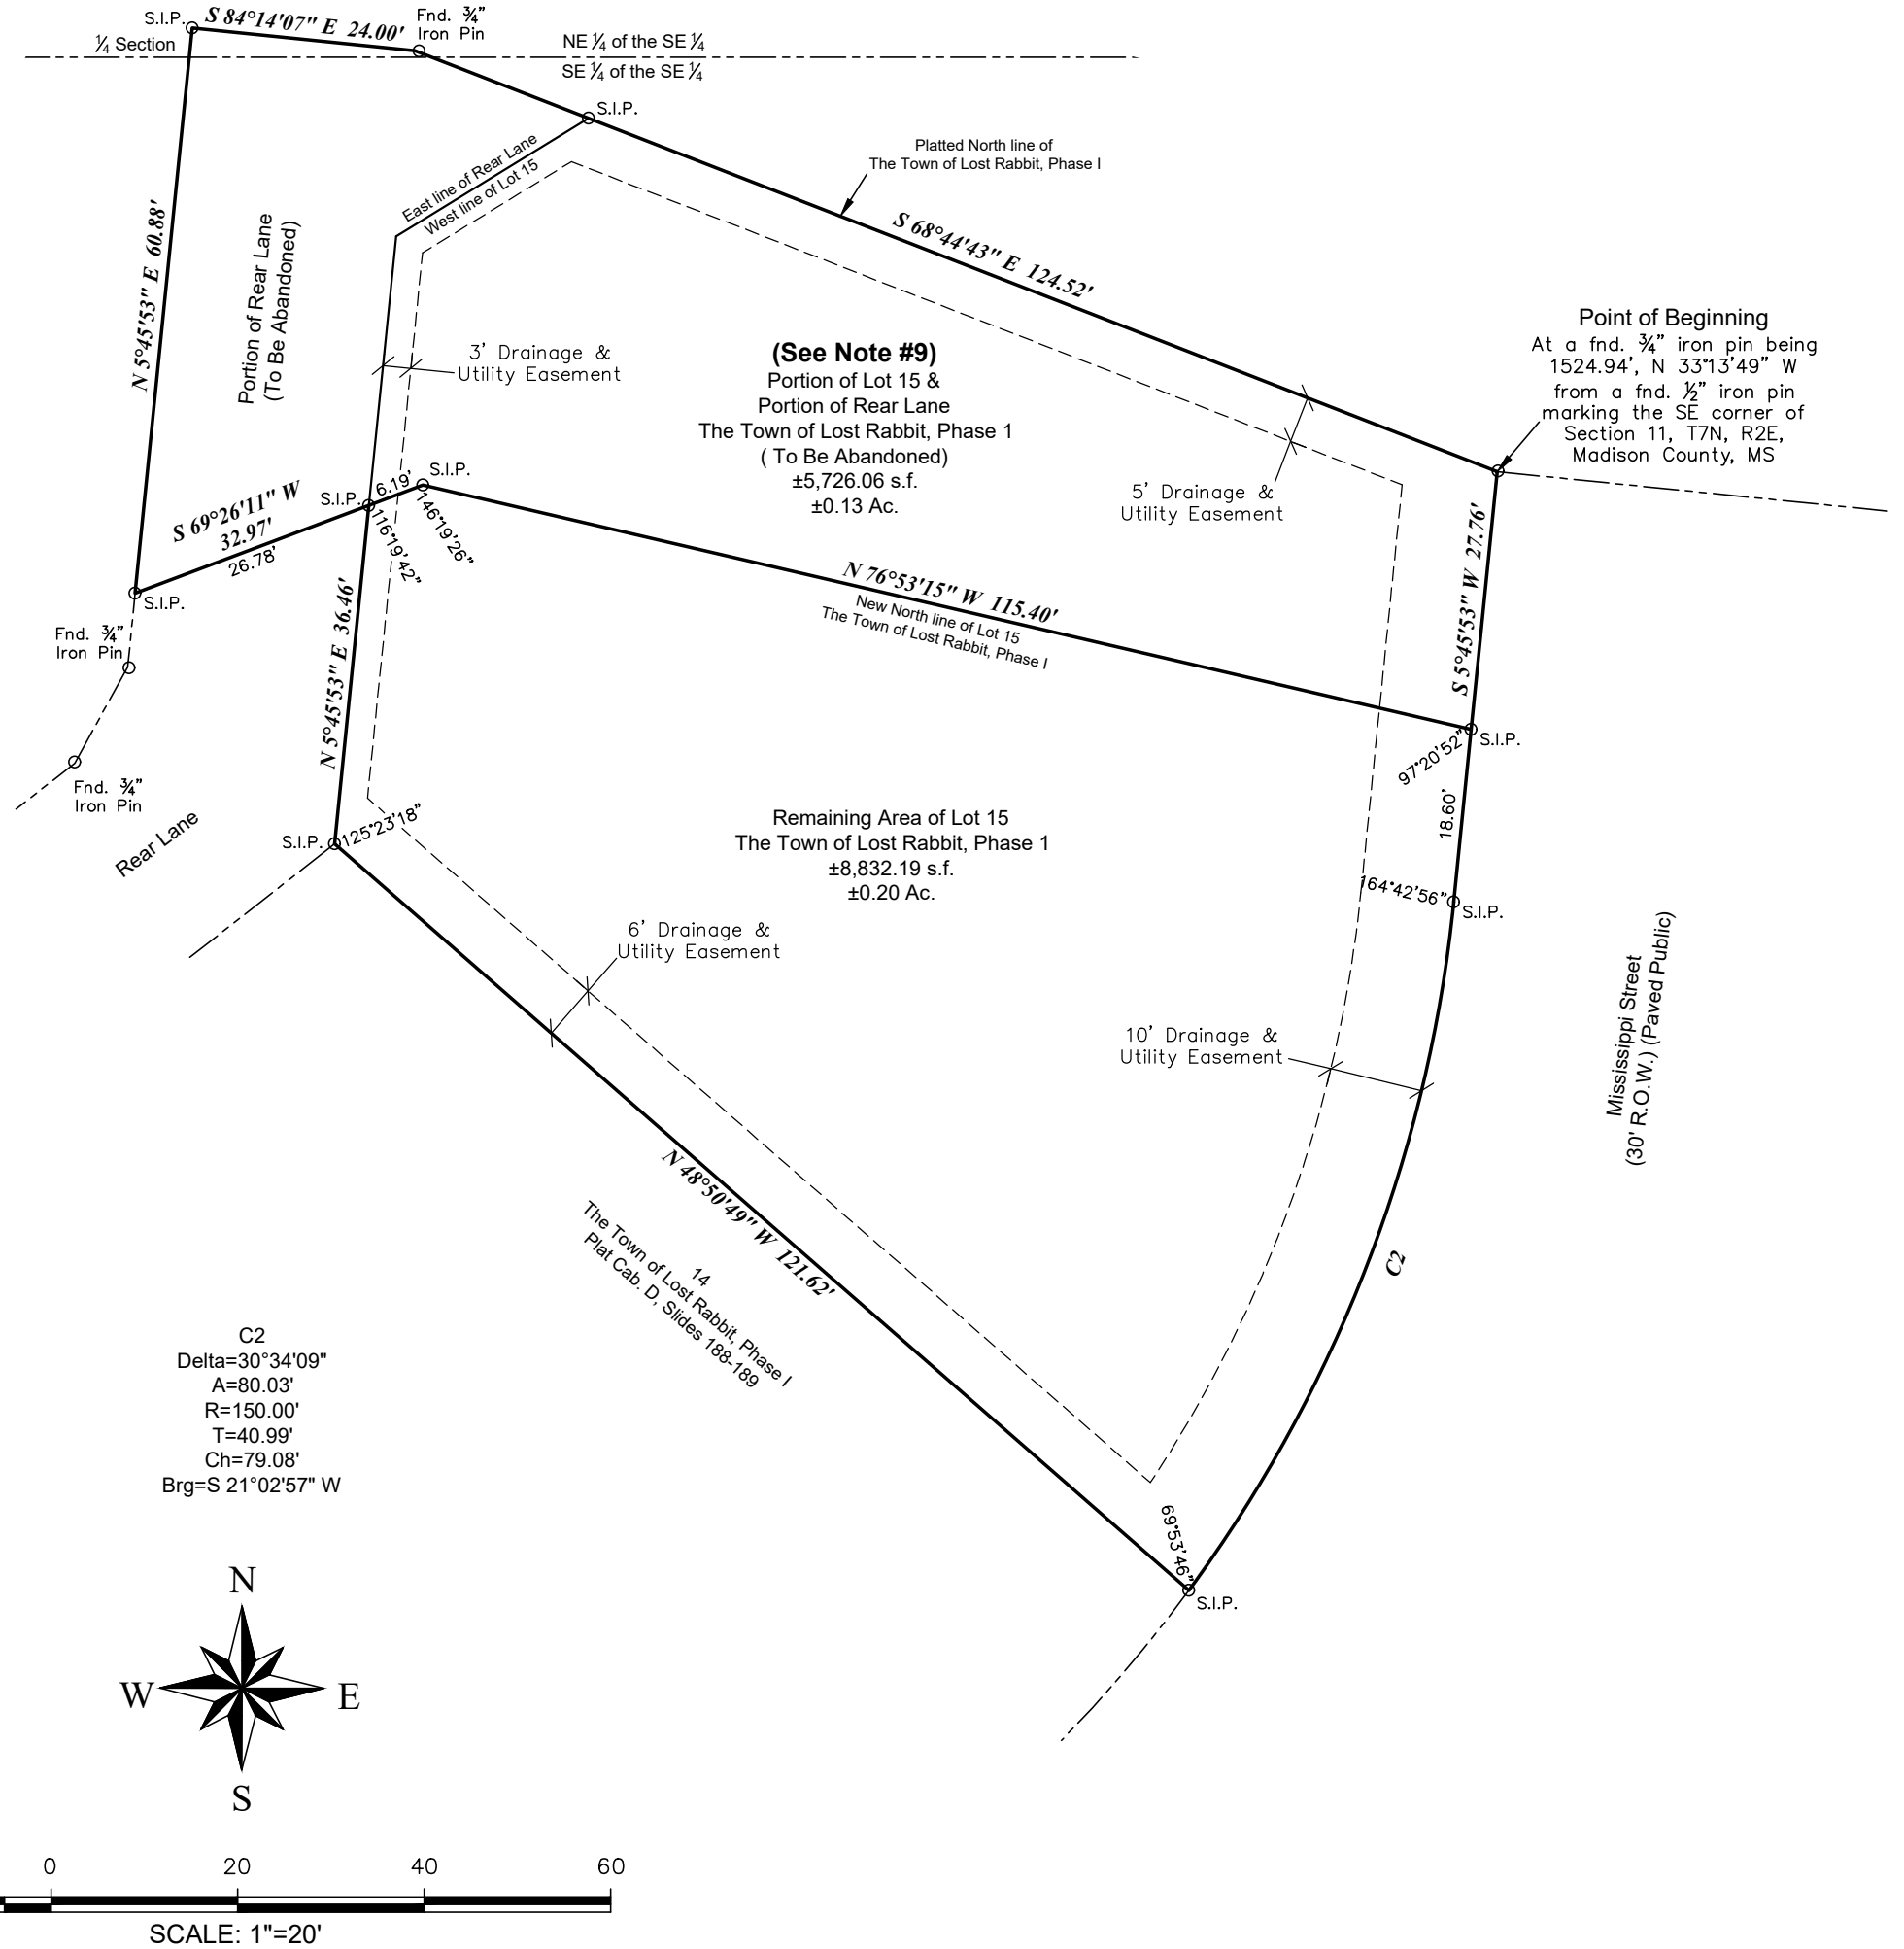 S.I.P.
S 84°14'07" E 24.00'
Fnd. ¾"
Iron Pin
¼ Section
NE ¼ of the SE ¼
SE ¼ of the SE ¼
S.I.P.
East line of Rear Lane
West line of Lot 15
Platted North line of
The Town of Lost Rabbit, Phase I
N 5°45'53" E 60.88'
Portion of Rear Lane
(To Be Abandoned)
S 68°44'43" E 124.52'
Point of Beginning
At a fnd. ¾" iron pin being
1524.94', N 33°13'49" W
from a fnd. ½" iron pin
marking the SE corner of
Section 11, T7N, R2E,
Madison County, MS
3' Drainage &
Utility Easement
(See Note #9)
Portion of Lot 15 &
Portion of Rear Lane
The Town of Lost Rabbit, Phase 1
( To Be Abandoned)
±5,726.06 s.f.
±0.13 Ac.
5' Drainage &
Utility Easement
S 69°26'11" W
32.97'
26.78'
S.I.P.
6.19'
S.I.P.
116°19'42"
146°19'26"
S.I.P.
N 76°53'15" W 115.40'
New North line of Lot 15
The Town of Lost Rabbit, Phase I
S 5°45'53" W 27.76'
Fnd. ¾"
Iron Pin
N 5°45'53" E 36.46'
97°20'52"
S.I.P.
Fnd. ¾"
Iron Pin
Rear Lane
S.I.P.
125°23'18"
Remaining Area of Lot 15
The Town of Lost Rabbit, Phase 1
±8,832.19 s.f.
±0.20 Ac.
18.60'
164°42'56"
S.I.P.
6' Drainage &
Utility Easement
10' Drainage &
Utility Easement
Mississippi Street
(30' R.O.W.) (Paved Public)
N 48°50'49" W 121.62'
14
The Town of Lost Rabbit, Phase I
Plat Cab. D, Slides 188-189
C2
C2
Delta=30°34'09"
A=80.03'
R=150.00'
T=40.99'
Ch=79.08'
Brg=S 21°02'57" W
69°53'46"
S.I.P.
N
W
E
S
0 20 40 60
SCALE: 1"=20'